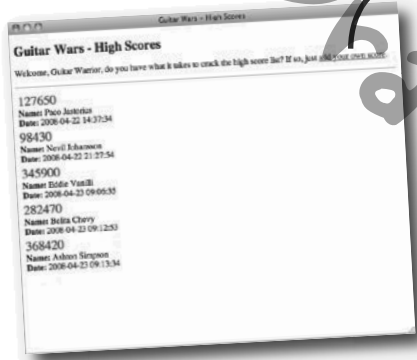 Guitar Wars - High Scores
Guitar Wars - High Scores
Welcome, Guitar Warrior, do you have what it takes to crack the high score list? If so, just add your own score.
127650
Name: Paco Jastorius
Date: 2008-04-22 14:37:34
98430
Name: Nevil Johansson
Date: 2008-04-22 21:27:54
345900
Name: Eddie Vanilli
Date: 2008-04-23 09:06:35
282470
Name: Belita Chevy
Date: 2008-04-23 09:12:53
368420
Name: Ashton Simpson
Date: 2008-04-23 09:13:34